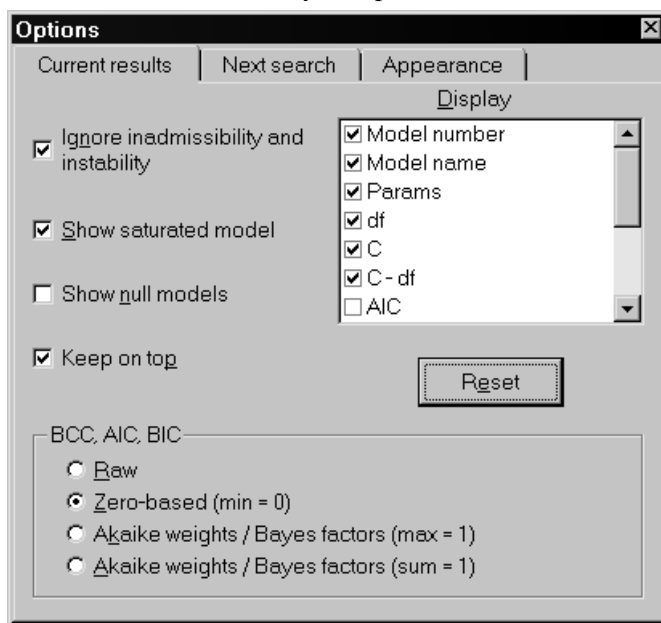 Options
Current results
Next search
Appearance
Display
Ignore inadmissibility and
instability
Show saturated model
Show null models
Keep on top
Model number
Model name
Params
df
C
C - df
AIC
Reset
BCC, AIC, BIC
Raw
Zero-based (min = 0)
Akaike weights / Bayes factors (max = 1)
Akaike weights / Bayes factors (sum = 1)